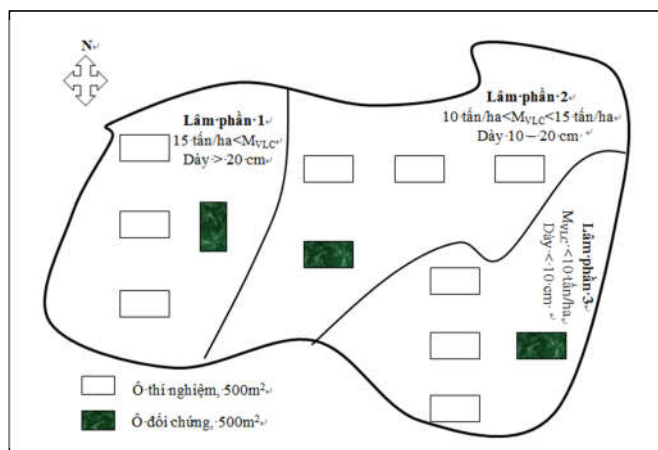 N
Lâm phần 1
15 tấn/ha<MVLC
Dày > 20 cm
Lâm phần 2
10 tấn/ha<MVLC<15 tấn/ha
Dày 10 – 20 cm
Lâm phần 3
MVLC <10 tấn/ha
Dày < 10 cm
Ô thí nghiệm, 500m²
Ô đối chứng, 500m²